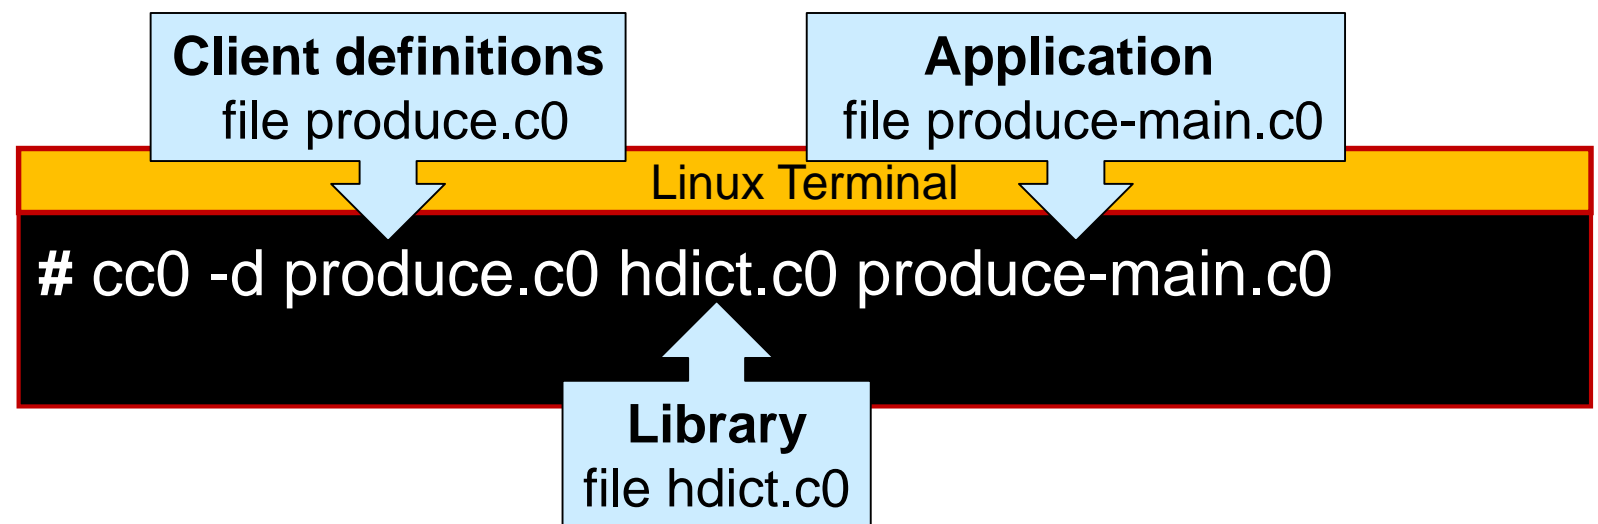 Client definitions
file produce.c0
Application
file produce-main.c0
Linux Terminal
# cc0 -d produce.c0 hdict.c0 produce-main.c0
Library
file hdict.c0